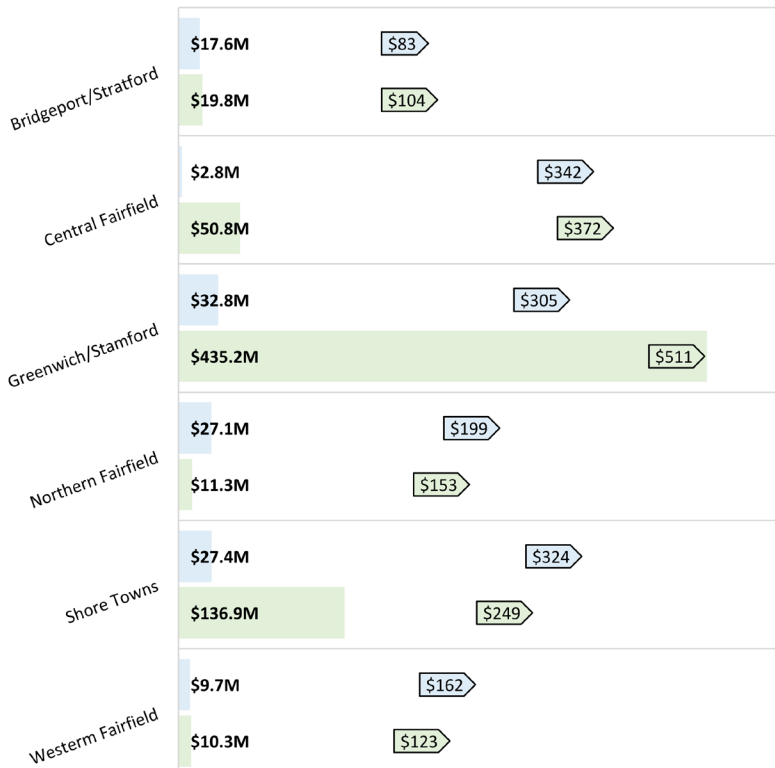 $17.6M $83
Bridgeport/Stratford
$19.8M $104
$2.8M $342
Central Fairfield
$50.8M $372
$32.8M $305
Greenwich/Stamford
$435.2M $511
$27.1M $199
Northern Fairfield
$11.3M $153
$27.4M $324
Shore Towns
$136.9M $249
$9.7M $162
Westerm Fairfield
$10.3M $123